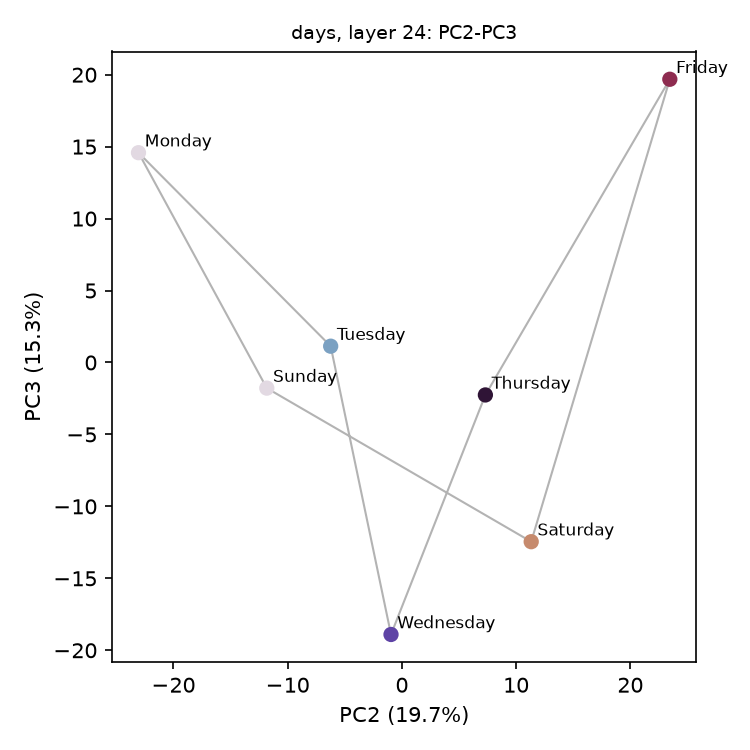 days, layer 24: PC2-PC3
Friday
Monday
Tuesday
Sunday
Thursday
Saturday
Wednesday
20
15
10
5
0
−5
−10
−15
−20
PC3 (15.3%)
−20
−10
0
10
20
PC2 (19.7%)